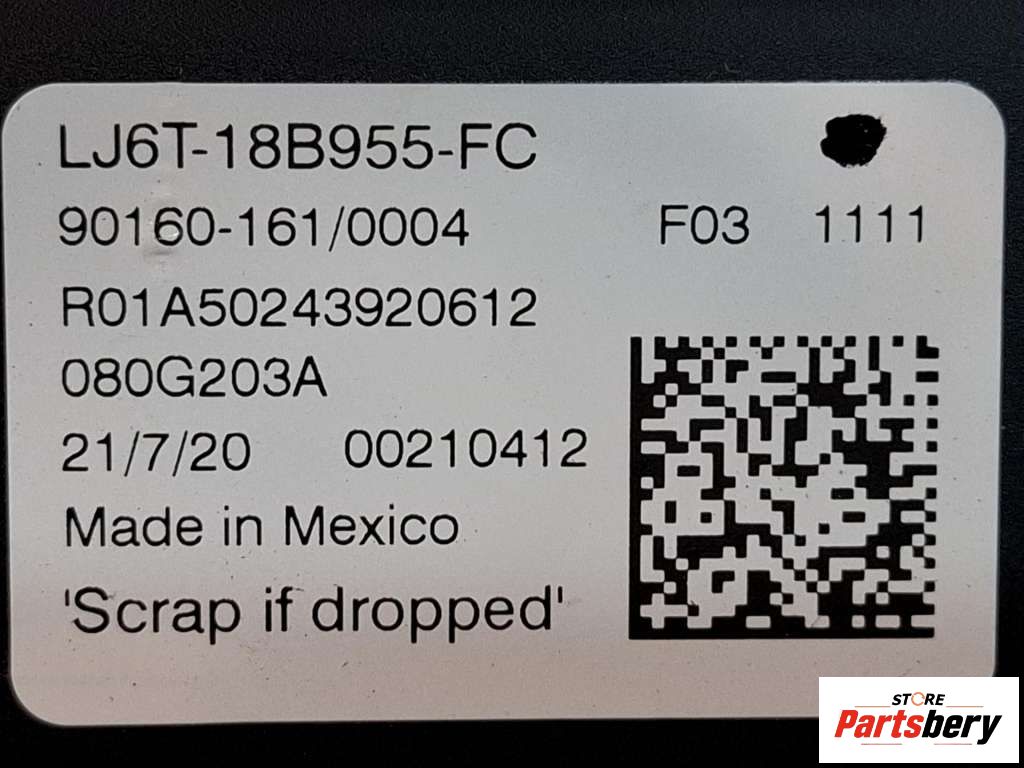 LJ6T-18B955-FC
90160-161/0004 F03 1111
R01A50243920612
080G203A
21/7/20 00210412
Made in Mexico
'Scrap if dropped'
STORE
Partsbery